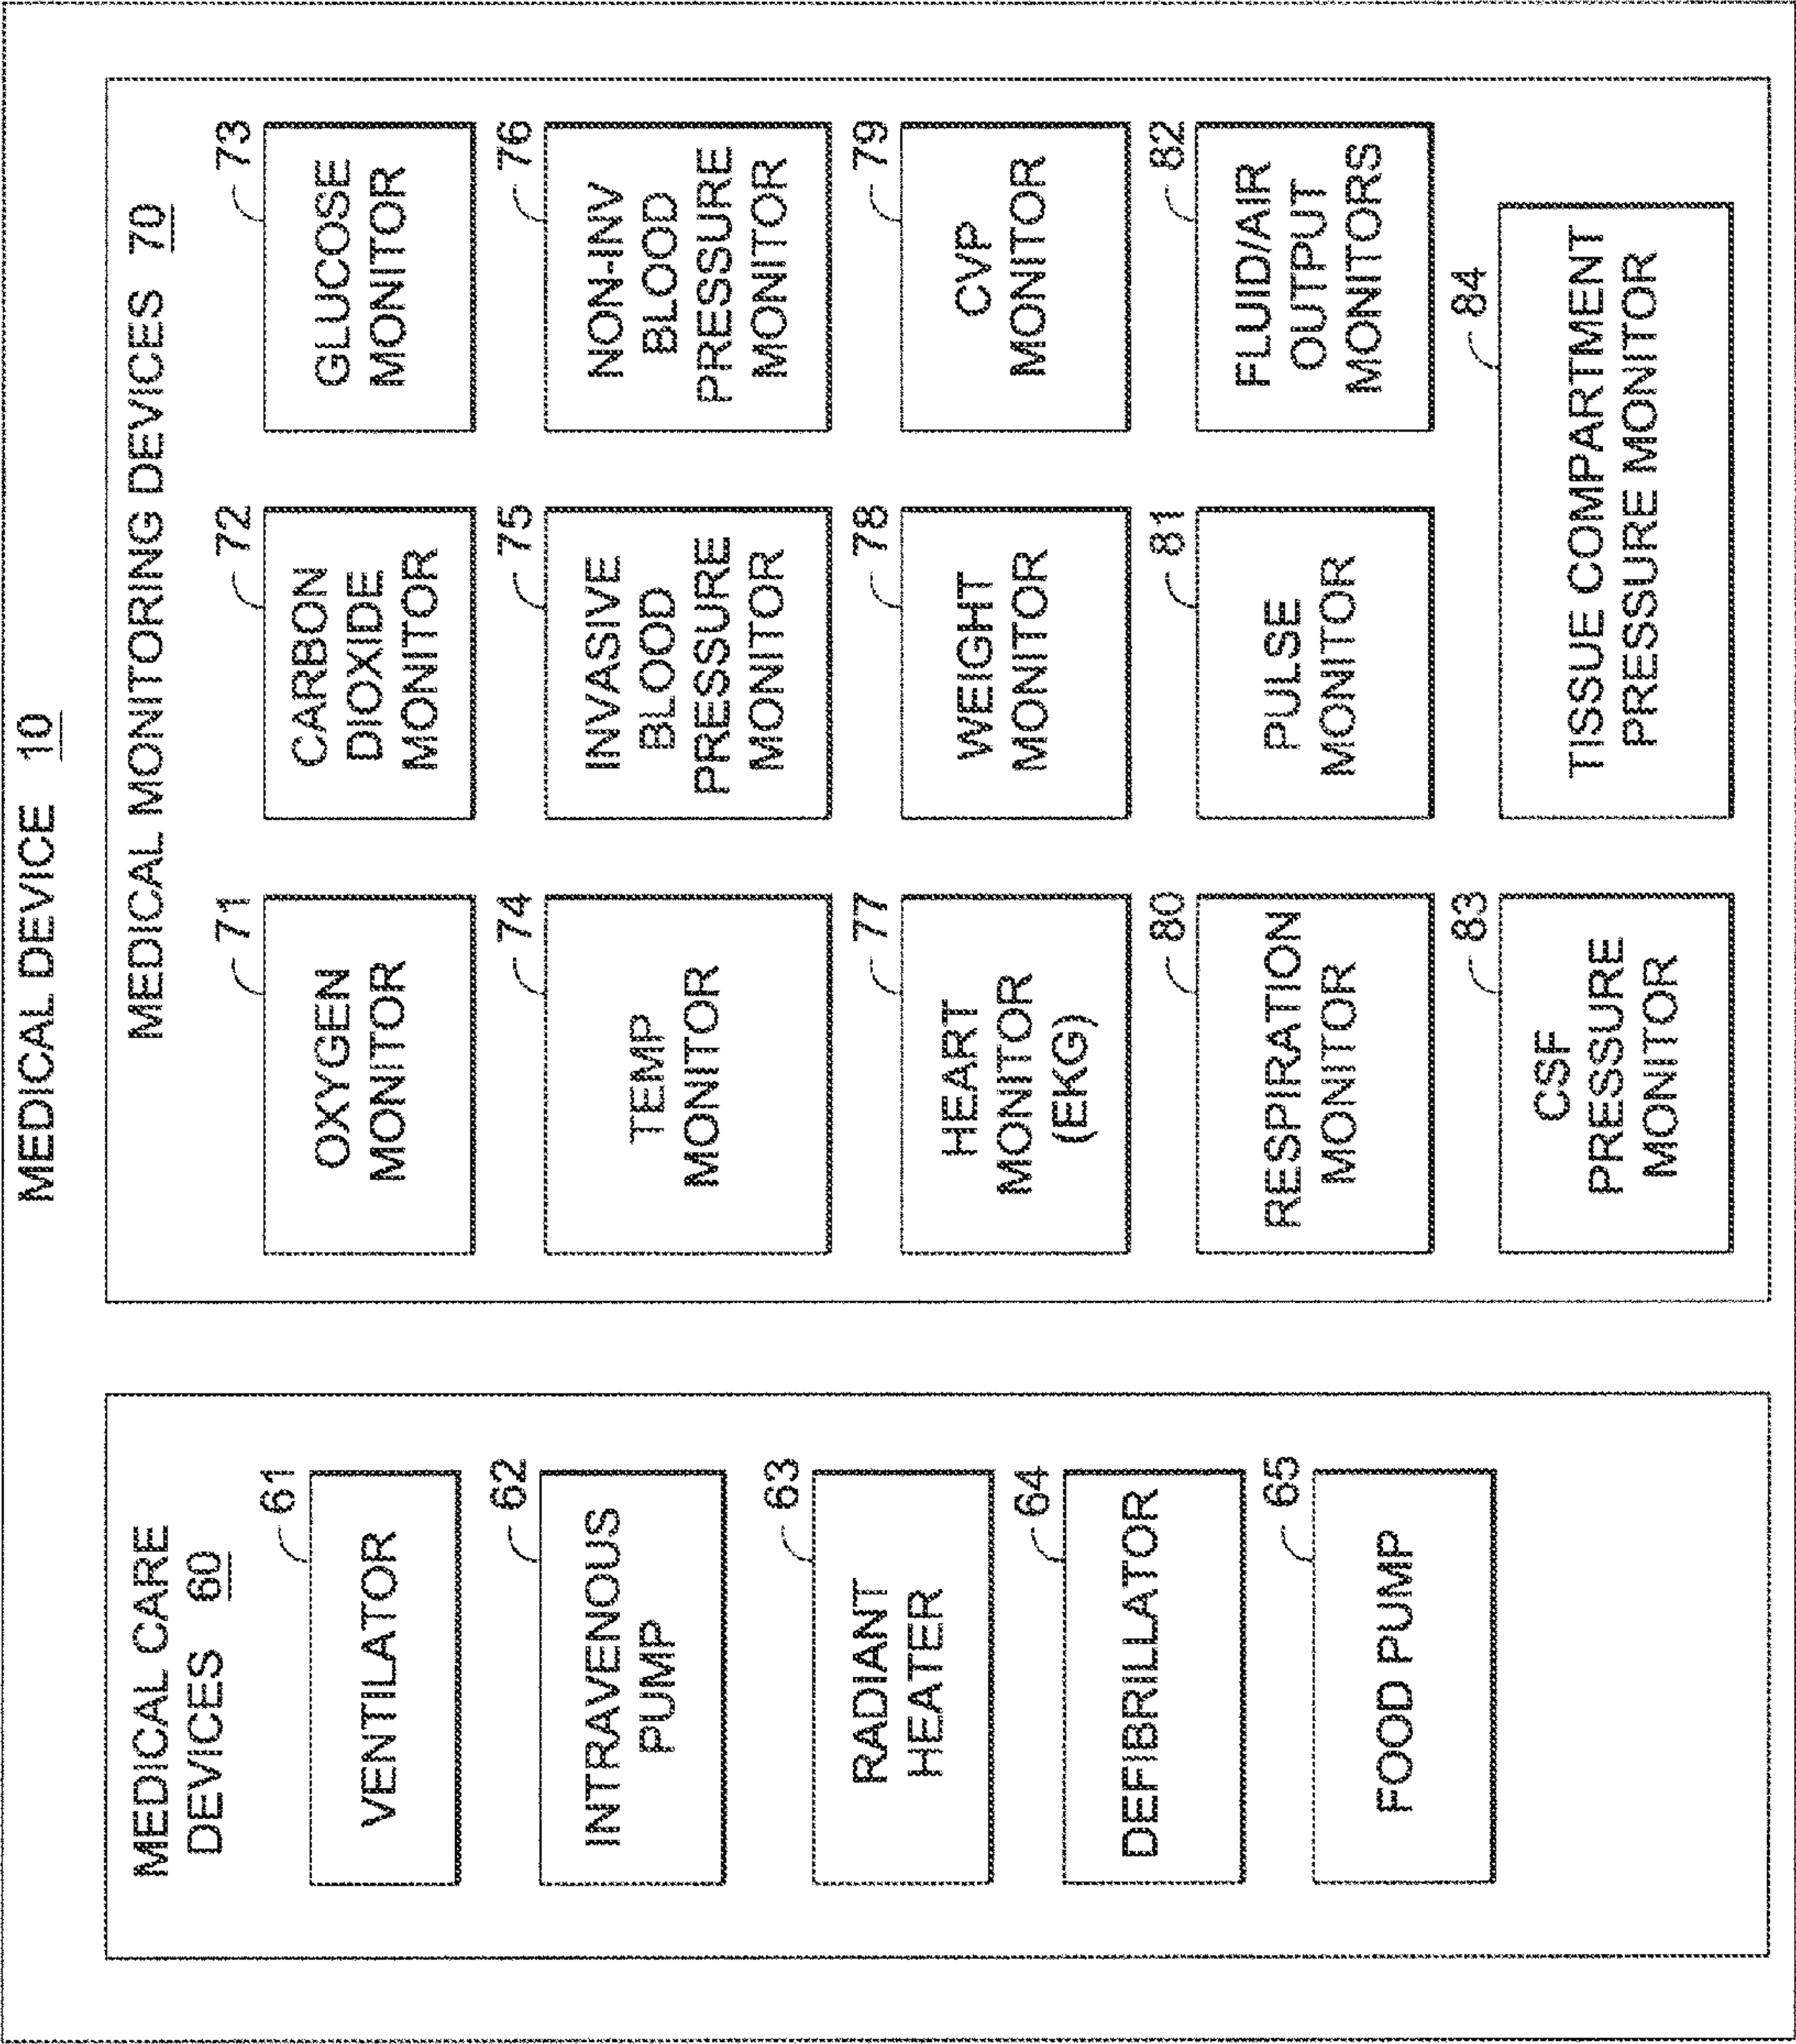 MEDICAL DEVICE 10
MEDICAL CARE
DEVICES 60
61
VENTILATOR
62
INTRAVENOUS
PUMP
63
RADIANT
HEATER
64
DEFIBRILLATOR
65
FOOD PUMP
MEDICAL MONITORING DEVICES 70
71
OXYGEN
MONITOR
72
CARBON
DIOXIDE
MONITOR
73
GLUCOSE
MONITOR
74
TEMP
MONITOR
75
INVASIVE
BLOOD
PRESSURE
MONITOR
76
NON-INV
BLOOD
PRESSURE
MONITOR
77
HEART
MONITOR
(EKG)
78
WEIGHT
MONITOR
79
CVP
MONITOR
80
RESPIRATION
MONITOR
81
PULSE
MONITOR
82
FLUID/AIR
OUTPUT
MONITORS
83
CSF
PRESSURE
MONITOR
84
TISSUE COMPARTMENT
PRESSURE MONITOR